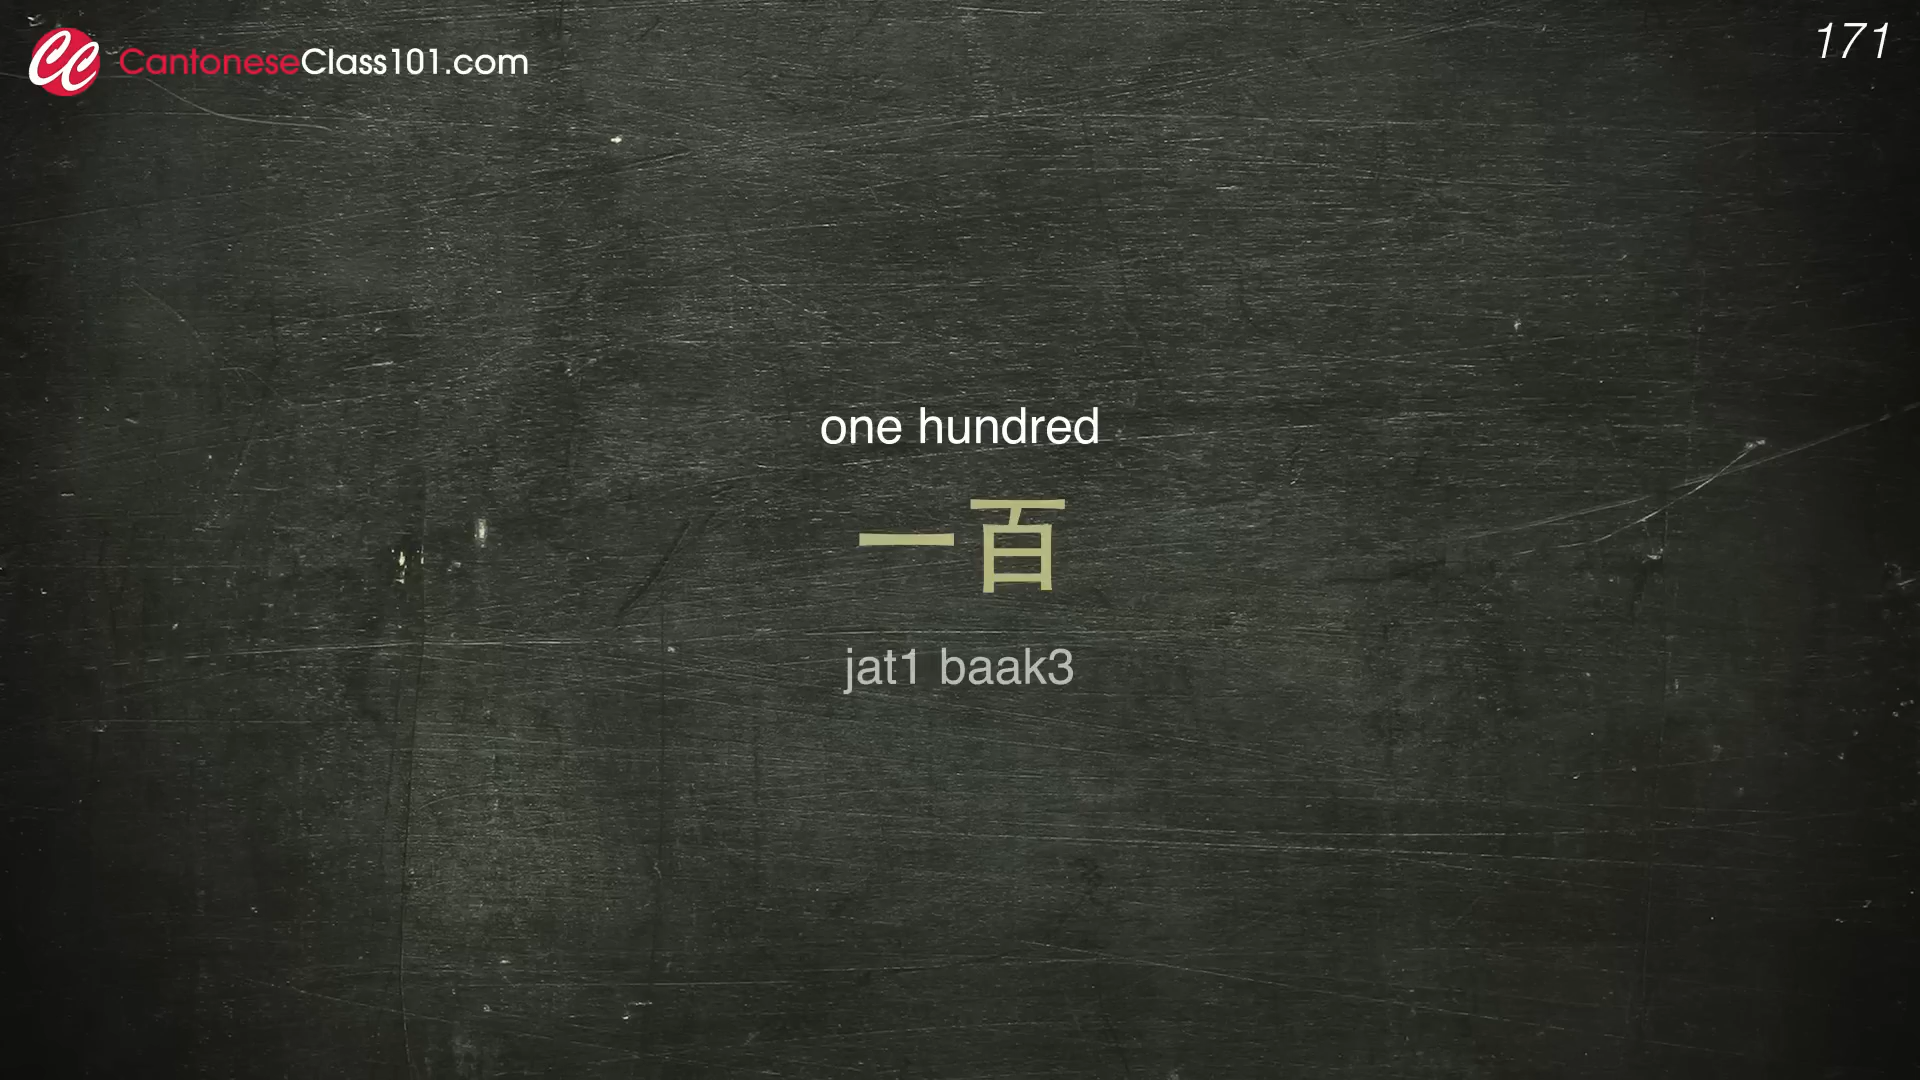 CantoneseClass101.com
171
one hundred
一百
jat1 baak3